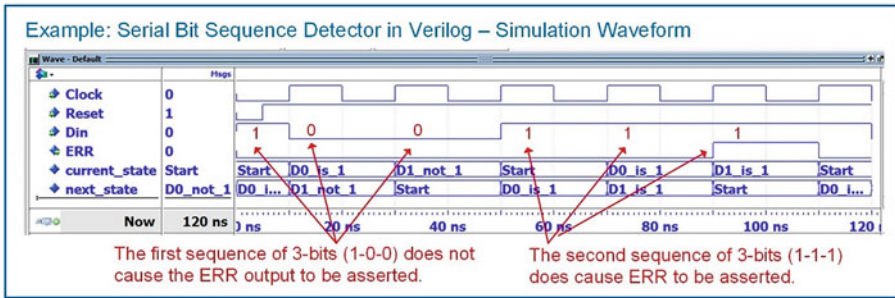 Example: Serial Bit Sequence Detector in Verilog – Simulation Waveform
Wave - Default
Msgs
Clock 0
Reset 1
Din 0 1 0 0 1 1 1
ERR 0
current_state Start Start D0_is_1 D1_not_1 Start D0_is_1 D1_is_1 Start
next_state D0_not_1 D0_i... D1_not_1 Start D0_is_1 D1_is_1 Start D0_i...
Now 120 ns ) ns 20 ns 40 ns 60 ns 80 ns 100 ns 120
The first sequence of 3-bits (1-0-0) does not
cause the ERR output to be asserted.
The second sequence of 3-bits (1-1-1)
does cause ERR to be asserted.